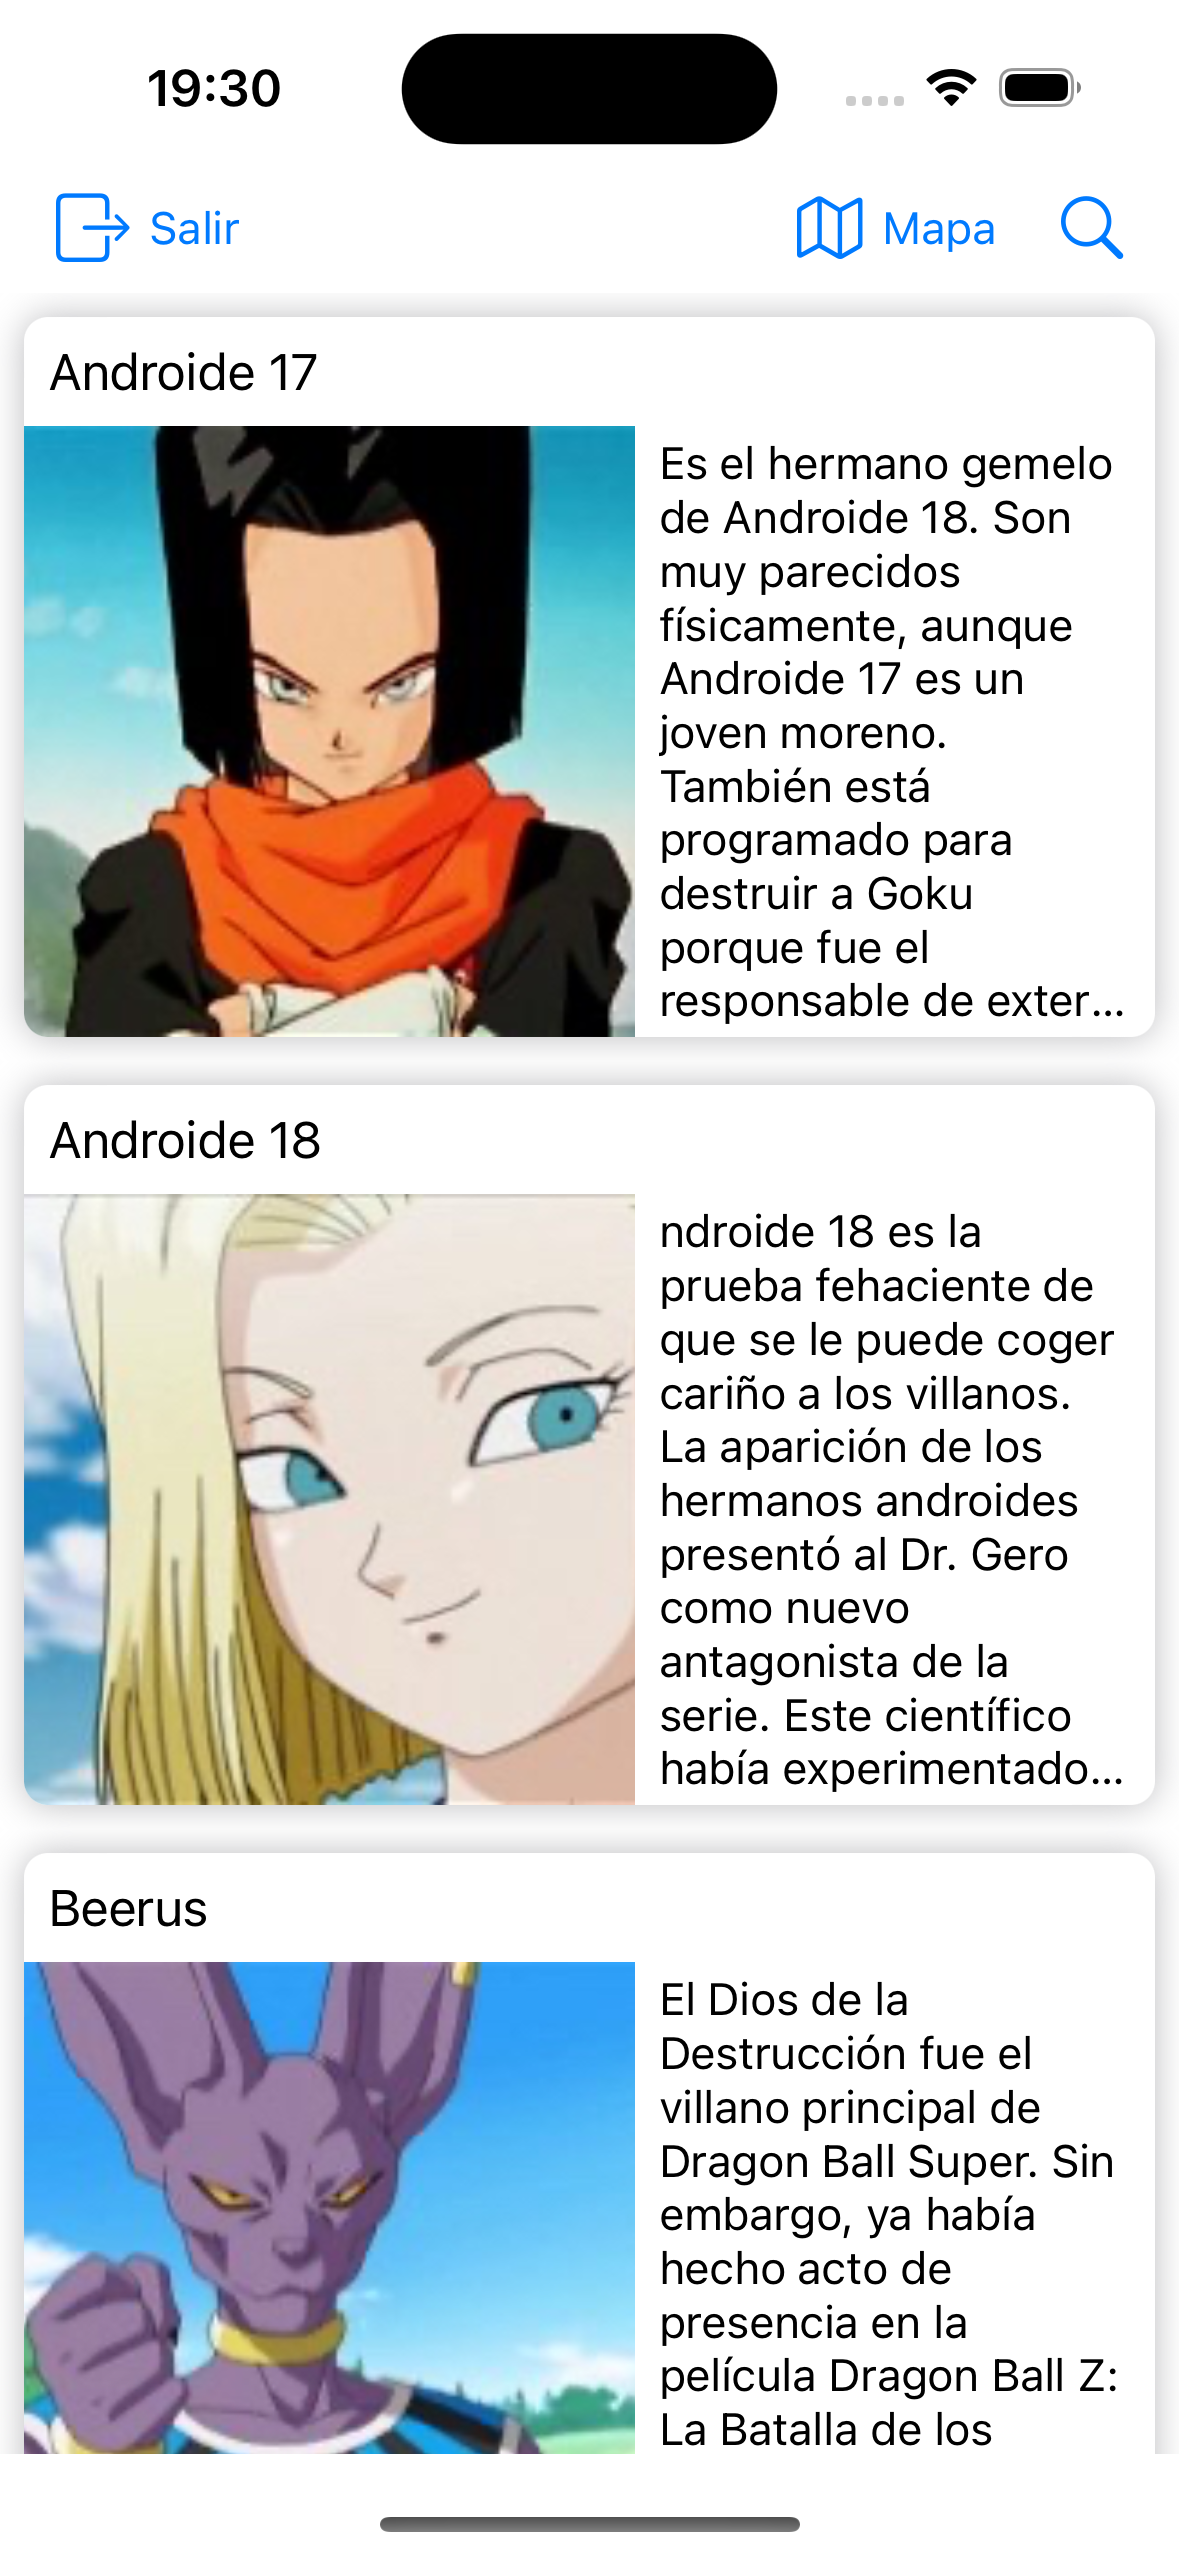 19:30
Salir
Mapa
Androide 17
Es el hermano gemelo
de Androide 18. Son
muy parecidos
físicamente, aunque
Androide 17 es un
joven moreno.
También está
programado para
destruir a Goku
porque fue el
responsable de exter...
Androide 18
ndroide 18 es la
prueba fehaciente de
que se le puede coger
cariño a los villanos.
La aparición de los
hermanos androides
presentó al Dr. Gero
como nuevo
antagonista de la
serie. Este científico
había experimentado...
Beerus
El Dios de la
Destrucción fue el
villano principal de
Dragon Ball Super. Sin
embargo, ya había
hecho acto de
presencia en la
película Dragon Ball Z:
La Batalla de los